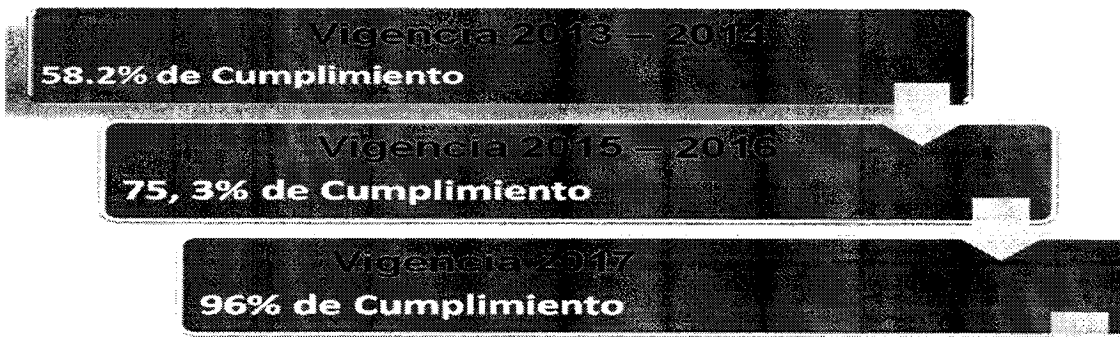 Vigencia 2013 – 2014
58.2% de Cumplimiento
Vigencia 2015 – 2016
75, 3% de Cumplimiento
Vigencia 2017
96% de Cumplimiento